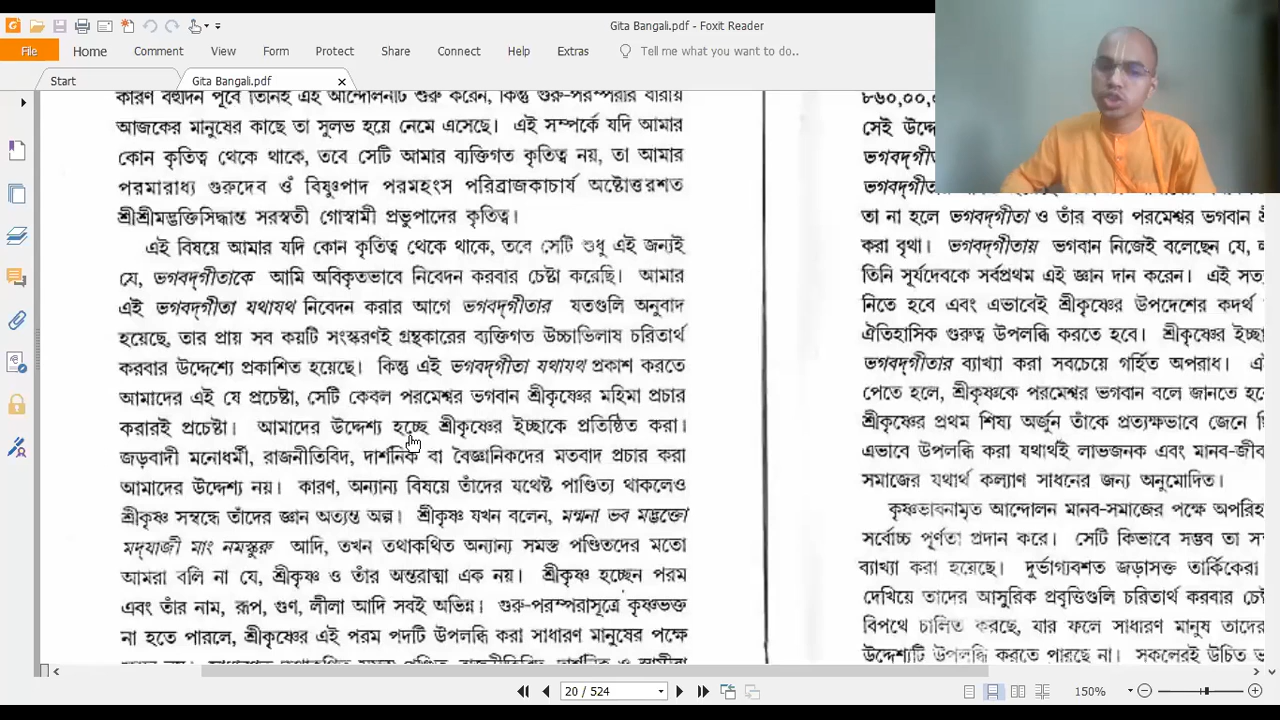 Gita Bangali.pdf - Foxit Reader
File Home Comment View Form Protect Share Connect Help Extras Tell me what you want to do..
Start Gita Bangali.pdf
কারণ বহুদিন পূর্বে তিনিই এই আন্দোলনটি শুরু করেন, কিন্তু গুরু-পরম্পরার ধারায়
আজকের মানুষের কাছে তা সুলভ হয়ে নেমে এসেছে। এই সম্পর্কে যদি আমার
কোন কৃতিত্ব থেকে থাকে, তবে সেটি আমার ব্যক্তিগত কৃতিত্ব নয়, তা আমার
পরমারাধ্য গুরুদেব ওঁ বিষ্ণুপাদ পরমহংস পরিব্রাজকাচার্য অষ্টোত্তরশত
শ্রীশ্রীমদ্ভক্তিসিদ্ধান্ত সরস্বতী গোস্বামী প্রভুপাদের কৃতিত্ব।
এই বিষয়ে আমার যদি কোন কৃতিত্ব থেকে থাকে, তবে সেটি শুধু এই জন্যই
যে, ভগবদ্‌গীতাকে আমি অবিকৃতভাবে নিবেদন করবার চেষ্টা করেছি। আমার
এই ভগবদ্‌গীতা যথাযথ নিবেদন করার আগে ভগবদ্‌গীতার যতগুলি অনুবাদ
হয়েছে, তার প্রায় সব কয়টি সংস্করণই গ্রন্থকারের ব্যক্তিগত উচ্চাভিলাষ চরিতার্থ
করবার উদ্দেশ্যে প্রকাশিত হয়েছে। কিন্তু এই ভগবদ্‌গীতা যথাযথ প্রকাশ করতে
আমাদের এই যে প্রচেষ্টা, সেটি কেবল পরমেশ্বর ভগবান শ্রীকৃষ্ণের মহিমা প্রচার
করারই প্রচেষ্টা। আমাদের উদ্দেশ্য হচ্ছে শ্রীকৃষ্ণের ইচ্ছাকে প্রতিষ্ঠিত করা।
জড়বাদী মনোধর্মী, রাজনীতিবিদ, দার্শনিক বা বৈজ্ঞানিকদের মতবাদ প্রচার করা
আমাদের উদ্দেশ্য নয়। কারণ, অন্যান্য বিষয়ে তাঁদের যথেষ্ট পাণ্ডিত্য থাকলেও
শ্রীকৃষ্ণ সম্বন্ধে তাঁদের জ্ঞান অত্যন্ত অল্প। শ্রীকৃষ্ণ যখন বলেন, মন্মনা ভব মদ্ভক্তো
মদ্‌যাজী মাং নমস্কুরু আদি, তখন তথাকথিত অন্যান্য সমস্ত পণ্ডিতদের মতো
আমরা বলি না যে, শ্রীকৃষ্ণ ও তাঁর অন্তরাত্মা এক নয়। শ্রীকৃষ্ণ হচ্ছেন পরম
এবং তাঁর নাম, রূপ, গুণ, লীলা আদি সবই অভিন্ন। গুরু-পরম্পরাসূত্রে কৃষ্ণভক্ত
না হতে পারলে, শ্রীকৃষ্ণের এই পরম পদটি উপলব্ধি করা সাধারণ মানুষের পক্ষে
৮৬০,০০,
সেই উদ্দে
ভগবদ্‌গী
ভগবদ্‌গী
তা না হলে ভগবদ্‌গীতা ও তাঁর বক্তা পরমেশ্বর ভগবান
করা বৃথা। ভগবদ্‌গীতায় ভগবান নিজেই বলেছেন যে,
তিনি সূর্যদেবকে সর্বপ্রথম এই জ্ঞান দান করেন। এই সত
নিতে হবে এবং এভাবেই শ্রীকৃষ্ণের উপদেশের কদর্থ
ঐতিহাসিক গুরুত্ব উপলব্ধি করতে হবে। শ্রীকৃষ্ণের ইচ্ছ
ভগবদ্‌গীতার ব্যাখ্যা করা সবচেয়ে গর্হিত অপরাধ।
পেতে হলে, শ্রীকৃষ্ণকে পরমেশ্বর ভগবান বলে জানতে হ
শ্রীকৃষ্ণের প্রথম শিষ্য অর্জুন তাঁকে প্রত্যক্ষভাবে জেনে
এভাবে উপলব্ধি করা যথার্থই লাভজনক এবং মানব-জী
সমাজের যথার্থ কল্যাণ সাধনের জন্য অনুমোদিত।
কৃষ্ণভাবনামৃত আন্দোলন মানব-সমাজের পক্ষে অপরিহ
সর্বোচ্চ পূর্ণতা প্রদান করে। সেটি কিভাবে সম্ভব তা স
ব্যাখ্যা করা হয়েছে। দুর্ভাগ্যবশত জড়াসক্ত তার্কিকেরা
দেখিয়ে তাদের আসুরিক প্রবৃত্তিগুলি চরিতার্থ করবার চে
বিপথে চালিত করছে, যার ফলে সাধারণ মানুষ তাদের
উদ্দেশ্যটি উপলব্ধি করতে পারছে না। সকলেরই উচিত
20 / 524
150%